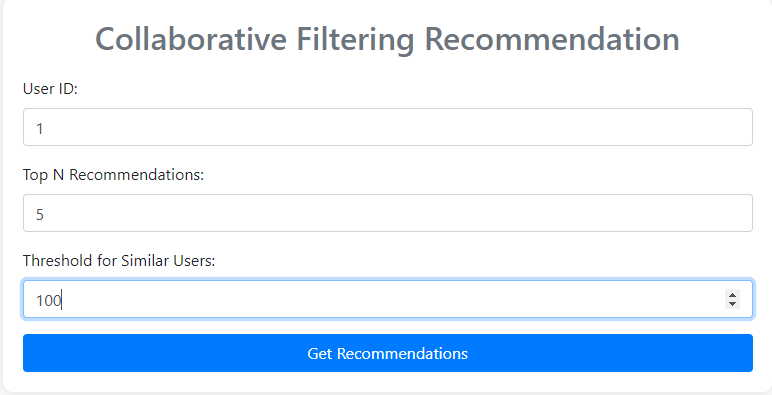 Collaborative Filtering Recommendation
User ID:
1
Top N Recommendations:
5
Threshold for Similar Users:
100
Get Recommendations